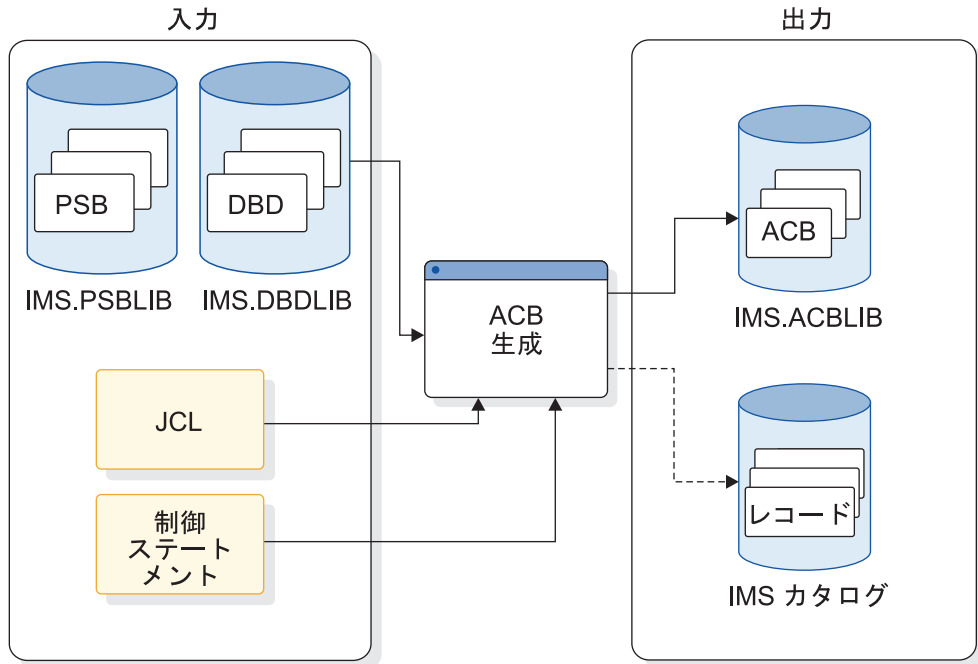 入力
PSB
IMS.PSBLIB
DBD
IMS.DBDLIB
JCL
制御
ステート
メント
ACB
生成
出力
ACB
IMS.ACBLIB
レコード
IMS カタログ